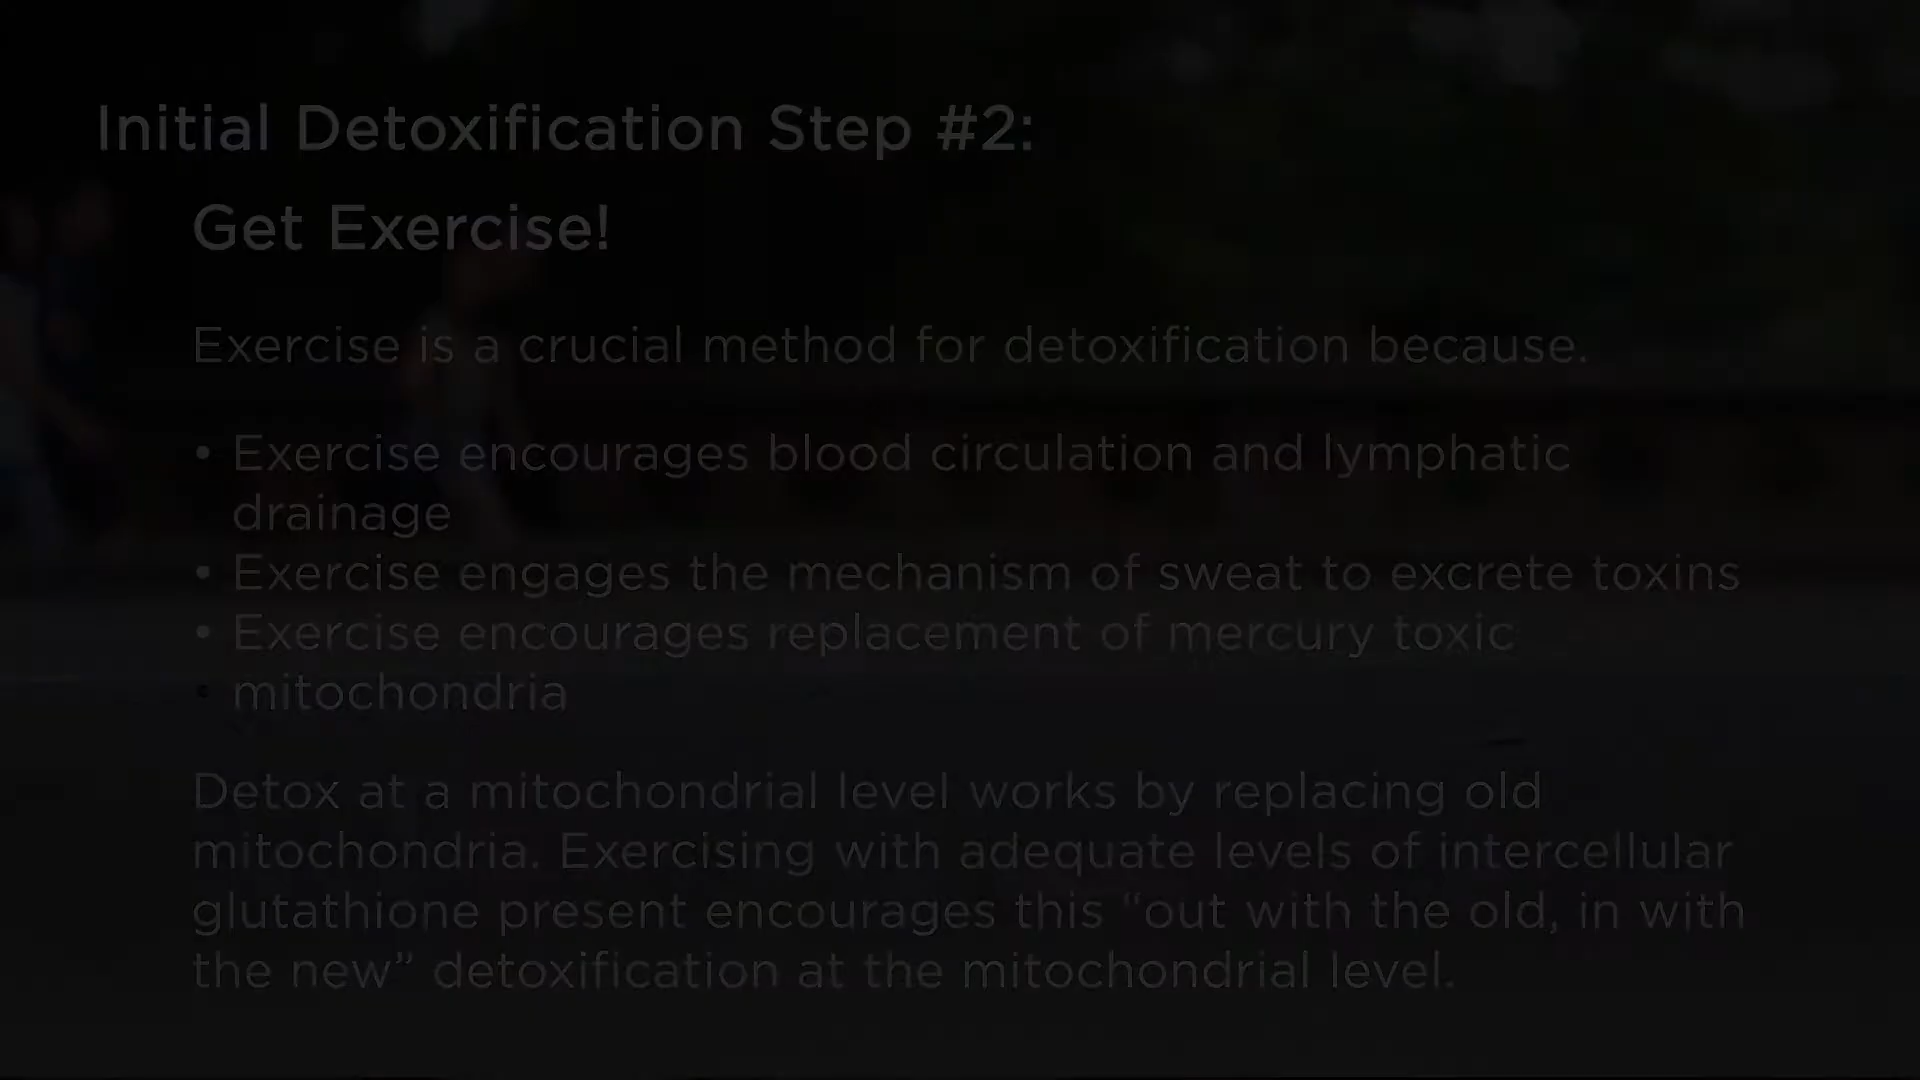 Initial Detoxification Step #2:
Get Exercise!
Exercise is a crucial method for detoxification because.
• Exercise encourages blood circulation and lymphatic
drainage
• Exercise engages the mechanism of sweat to excrete toxins
• Exercise encourages replacement of mercury toxic
• mitochondria
Detox at a mitochondrial level works by replacing old
mitochondria. Exercising with adequate levels of intercellular
glutathione present encourages this “out with the old, in with
the new” detoxification at the mitochondrial level.